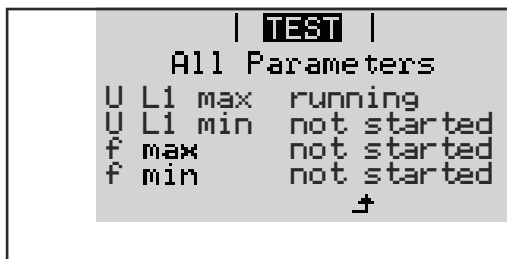 TEST
All Parameters
U L1 max running
U L1 min not started
f max not started
f min not started